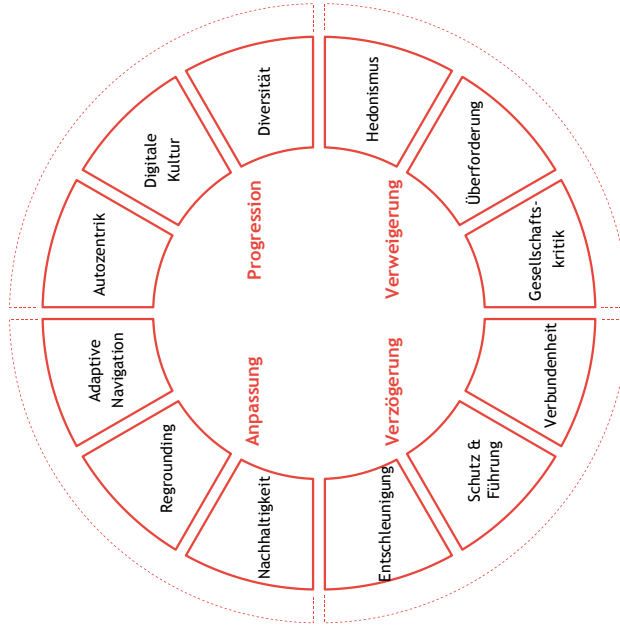 Autozentrik
Digitale
Kultur
Diversität
Hedonismus
Überforderung
Gesellschafts-
kritik
Verbundenheit
Schutz &
Führung
Entschleunigung
Nachhaltigkeit
Regrounding
Adaptive
Navigation
Progression
Verweigerung
Verzögerung
Anpassung